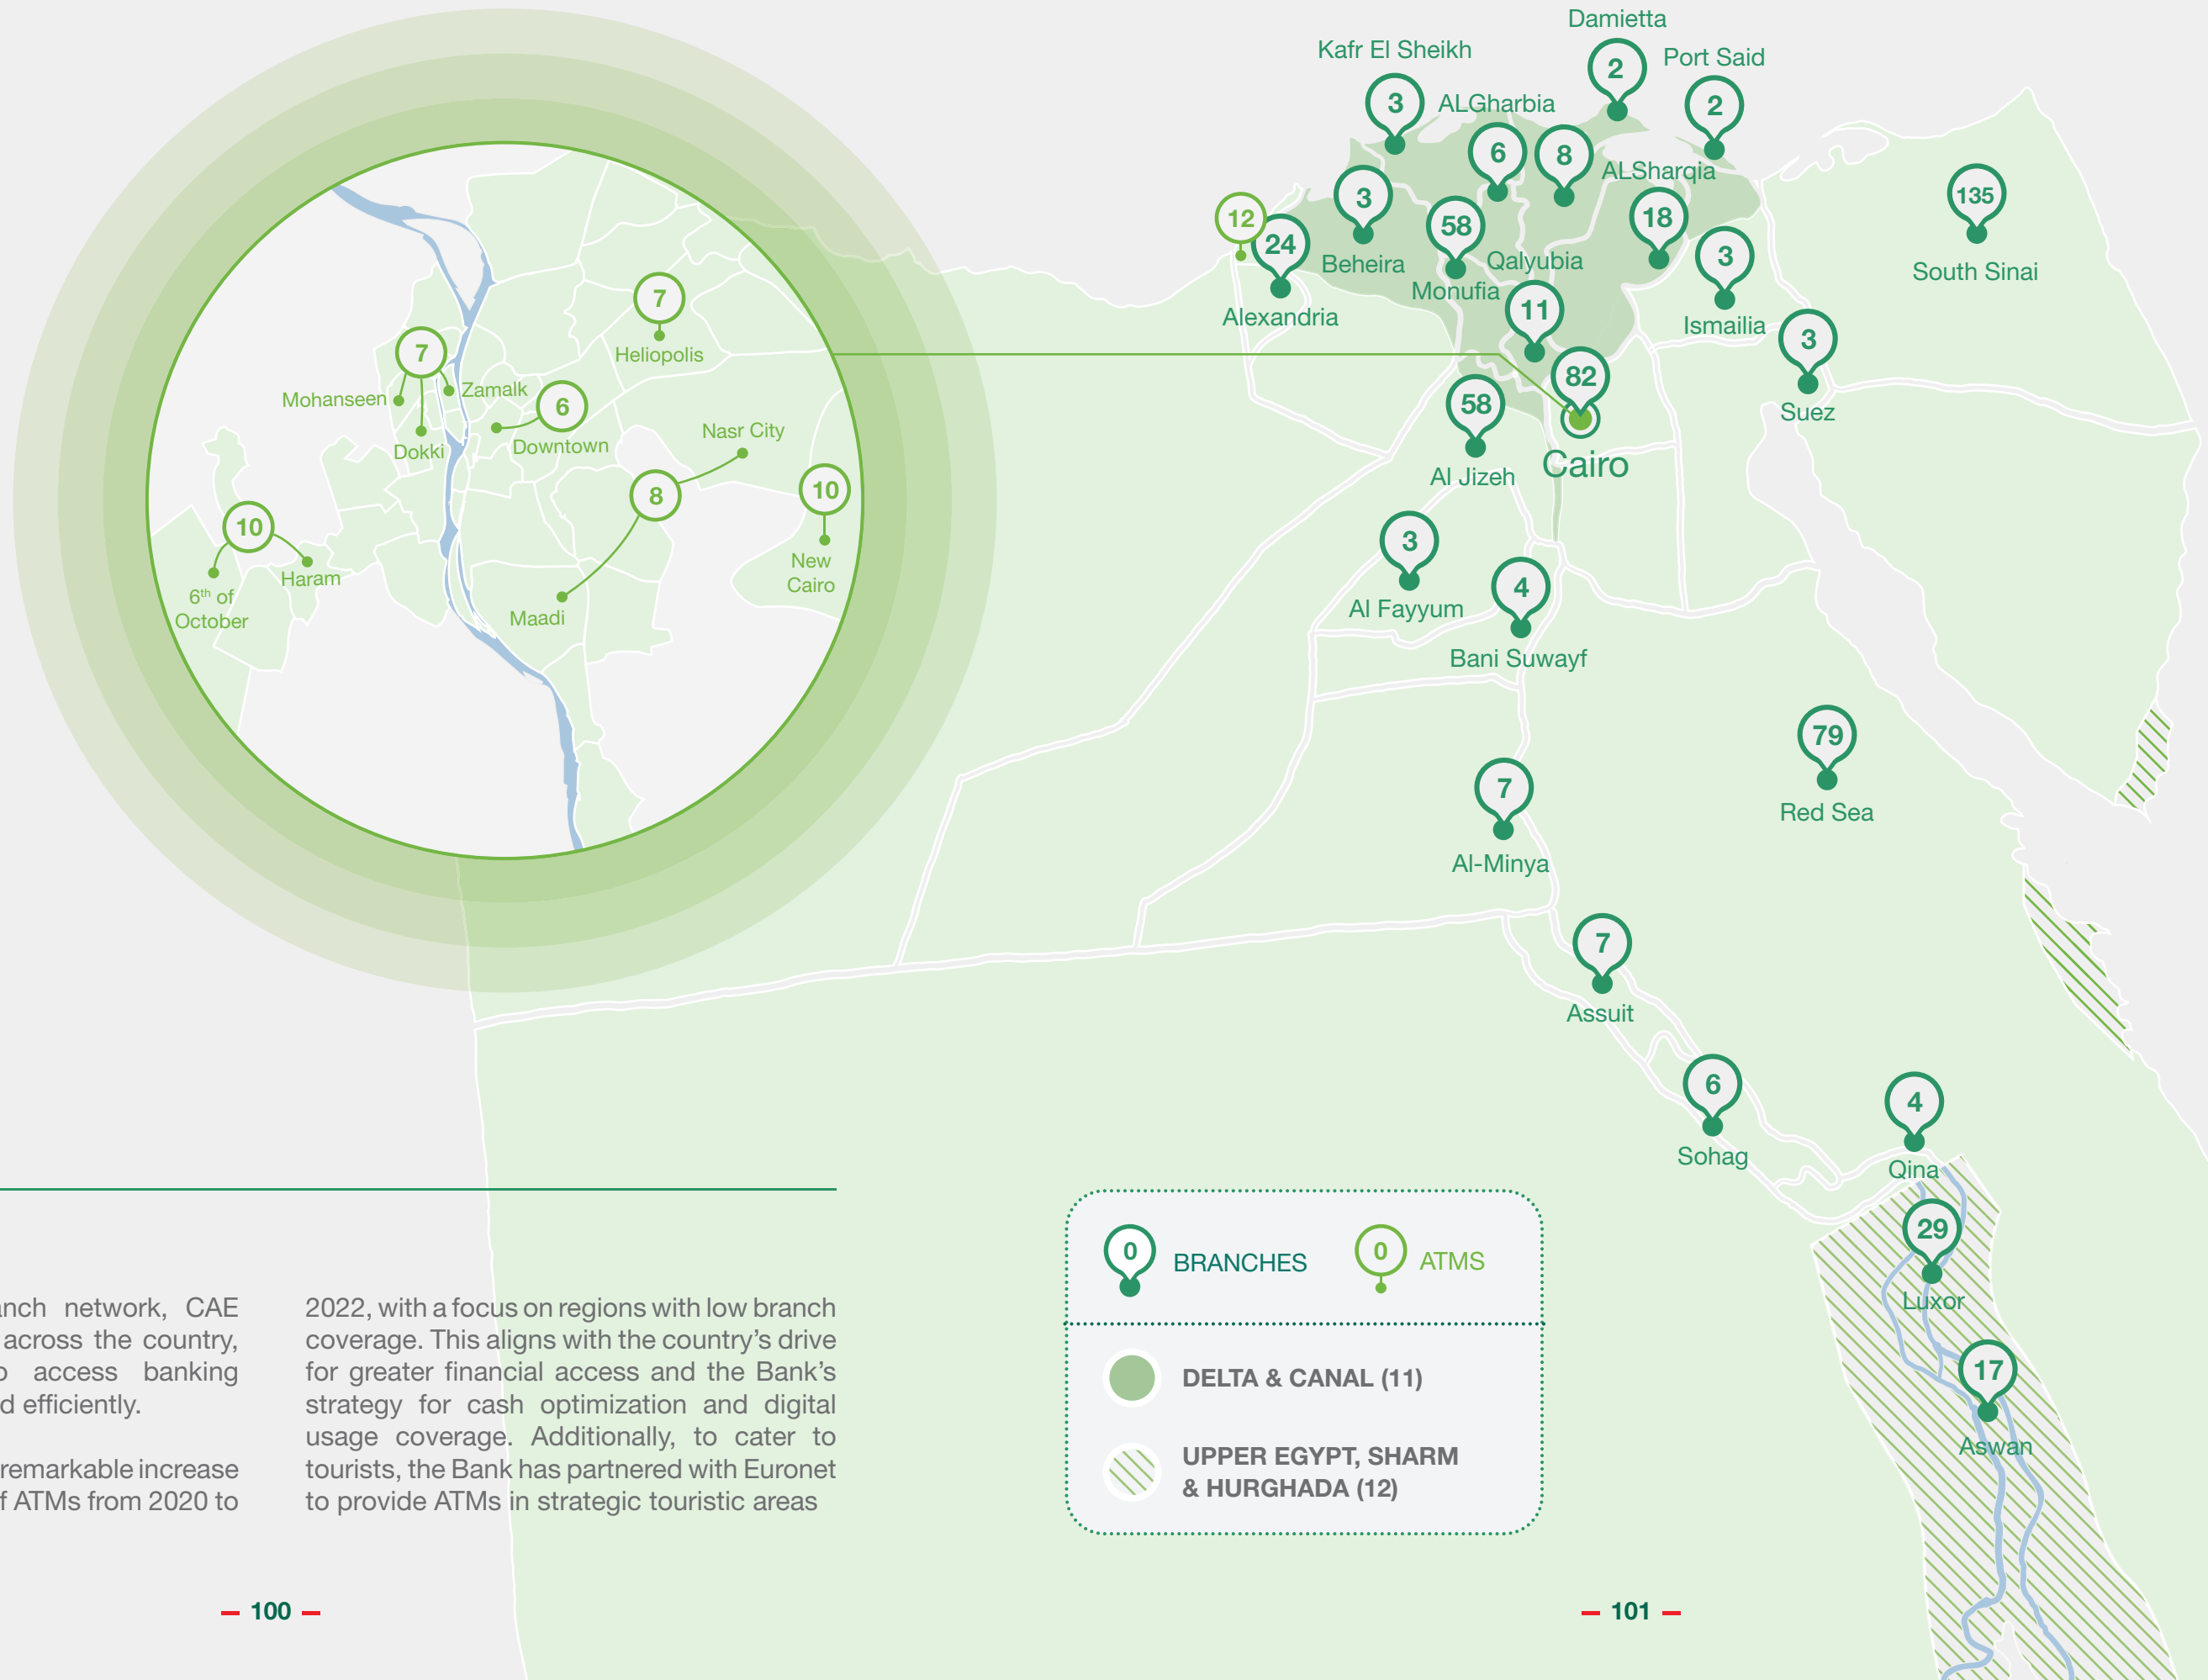 7
Heliopolis
7
Mohanseen
Zamalk
Dokki
6
Downtown
Nasr City
8
Maadi
10
New
Cairo
10
Haram
6th of
October
Damietta
2
Kafr El Sheikh
3
Port Said
2
ALGharbia
6
8
ALSharqia
18
135
South Sinai
12
24
Alexandria
3
Beheira
58
Monufia
Qalyubia
11
3
Ismailia
3
Suez
82
Cairo
58
Al Jizeh
3
Al Fayyum
4
Bani Suwayf
79
Red Sea
7
Al-Minya
7
Assuit
6
Sohag
4
Qina
29
Luxor
17
Aswan
0 BRANCHES
0 ATMS
DELTA & CANAL (11)
UPPER EGYPT, SHARM
& HURGHADA (12)
network, CAE
across the country,
access banking
efficiently.
remarkable increase
ATMs from 2020 to
2022, with a focus on regions with low branch
coverage. This aligns with the country's drive
for greater financial access and the Bank's
strategy for cash optimization and digital
usage coverage. Additionally, to cater to
tourists, the Bank has partnered with Euronet
to provide ATMs in strategic touristic areas
100
101